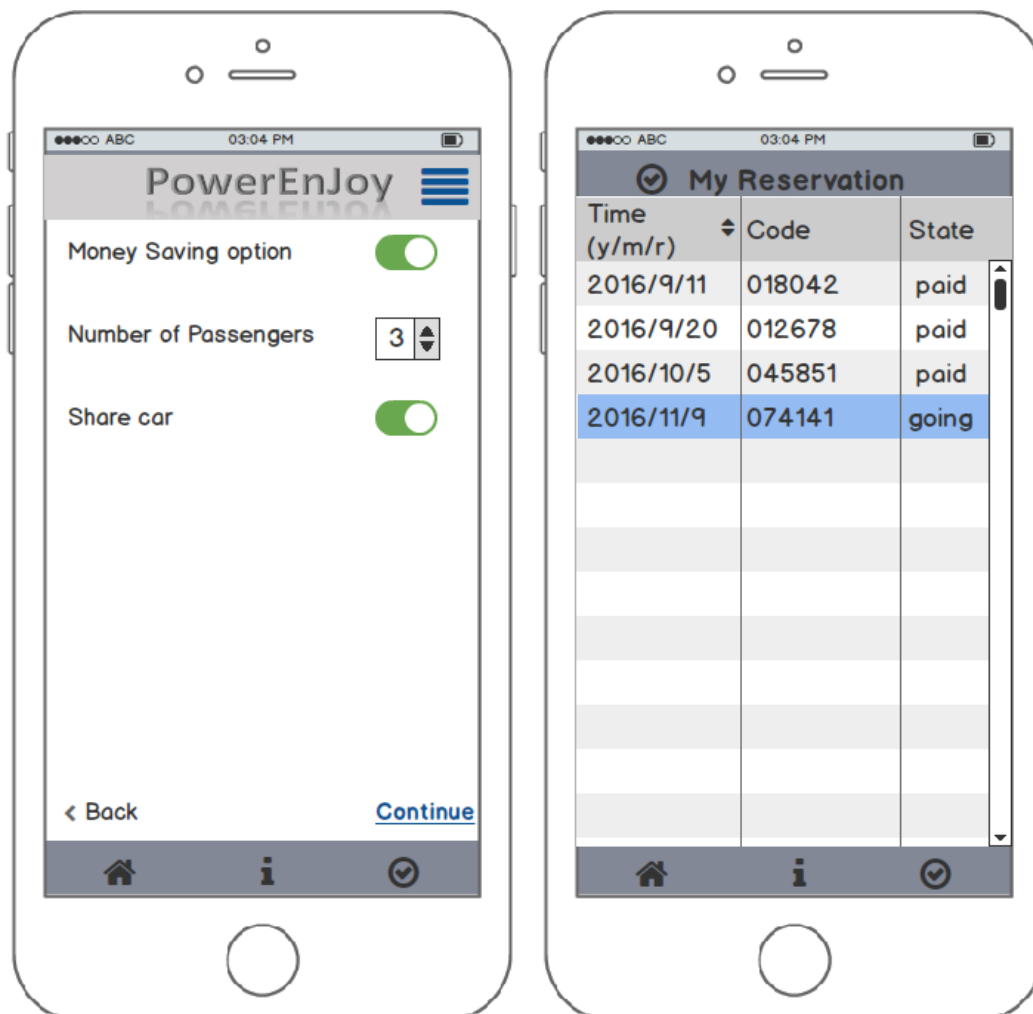 ABC 03:04 PM
PowerEnJoy
Money Saving option
Number of Passengers 3
Share car
< Back Continue
i
ABC 03:04 PM
My Reservation
Time (y/m/r) Code State
2016/9/11 018042 paid
2016/9/20 012678 paid
2016/10/5 045851 paid
2016/11/9 074141 going
i